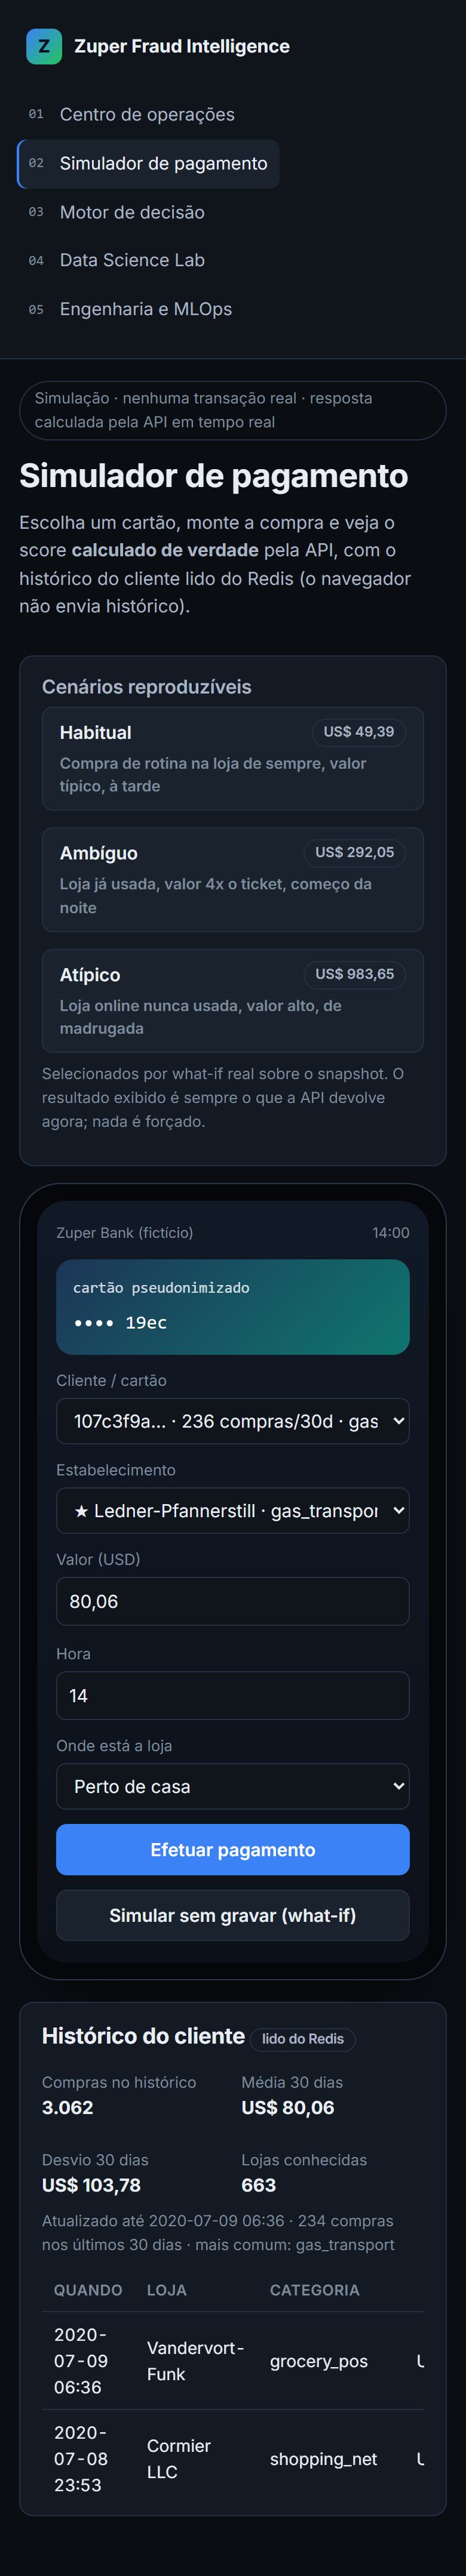 Z Zuper Fraud Intelligence
01 Centro de operações
02 Simulador de pagamento
03 Motor de decisão
04 Data Science Lab
05 Engenharia e MLOps
Simulação · nenhuma transação real · resposta
calculada pela API em tempo real
Simulador de pagamento
Escolha um cartão, monte a compra e veja o
score calculado de verdade pela API, com o
histórico do cliente lido do Redis (o navegador
não envia histórico).
Cenários reproduzíveis
Habitual US$ 49,39
Compra de rotina na loja de sempre, valor
típico, à tarde
Ambíguo US$ 292,05
Loja já usada, valor 4x o ticket, começo da
noite
Atípico US$ 983,65
Loja online nunca usada, valor alto, de
madrugada
Selecionados por what-if real sobre o snapshot. O
resultado exibido é sempre o que a API devolve
agora; nada é forçado.
Zuper Bank (fictício) 14:00
cartão pseudonimizado
•••• 19ec
Cliente / cartão
107c3f9a... · 236 compras/30d · gas
Estabelecimento
★ Ledner-Pfannerstill · gas_transpor
Valor (USD)
80,06
Hora
14
Onde está a loja
Perto de casa
Efetuar pagamento
Simular sem gravar (what-if)
Histórico do cliente lido do Redis
Compras no histórico Média 30 dias
3.062 US$ 80,06
Desvio 30 dias Lojas conhecidas
US$ 103,78 663
Atualizado até 2020-07-09 06:36 · 234 compras
nos últimos 30 dias · mais comum: gas_transport
QUANDO LOJA CATEGORIA
2020-
07-09
06:36
Vandervort-
Funk
grocery_pos
2020-
07-08
23:53
Cormier
LLC
shopping_net